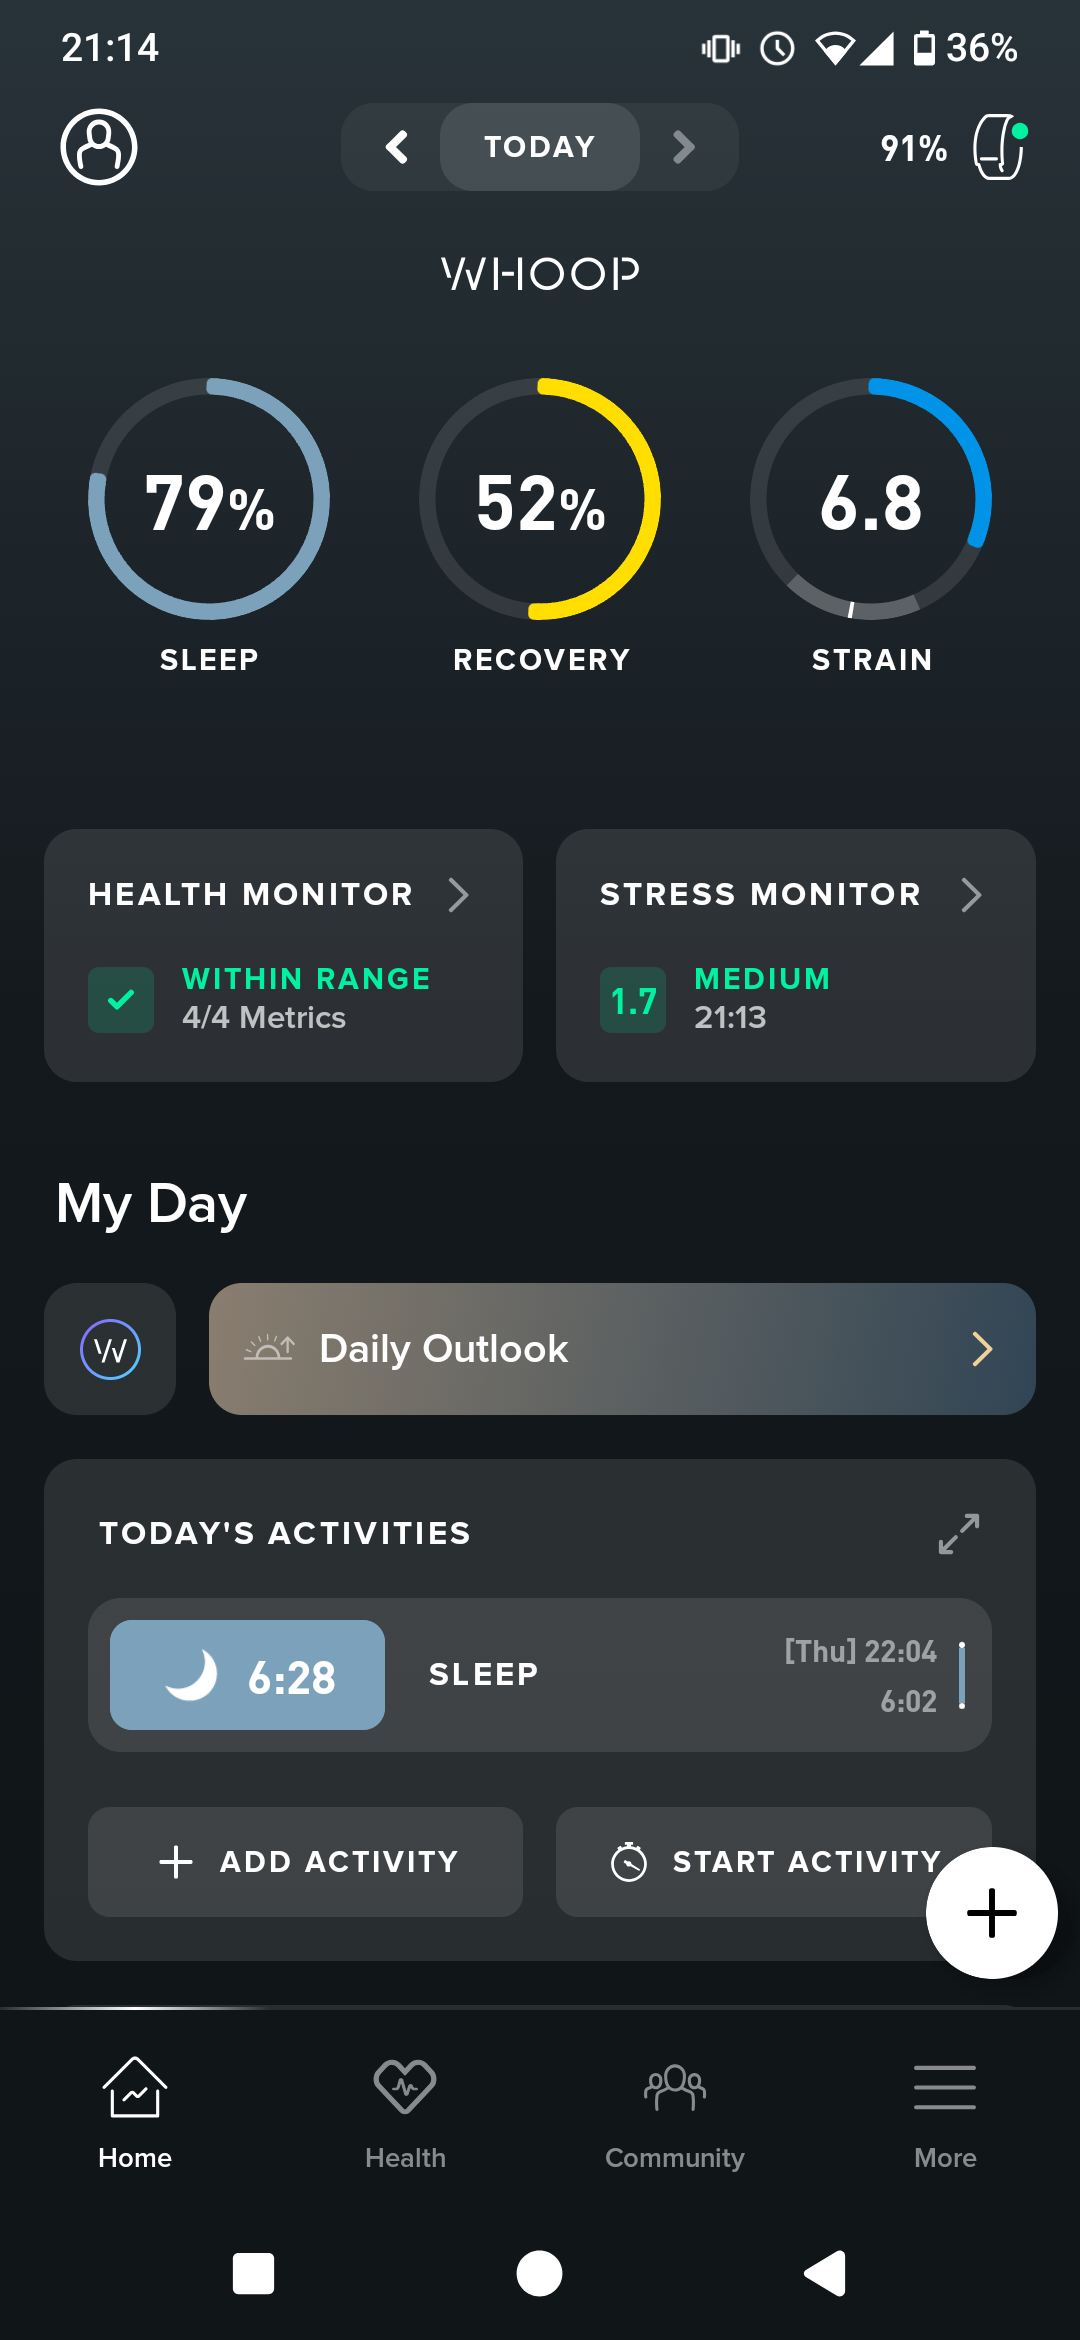 21:14
36%
TODAY
91%
WHOOP
79%
52%
6.8
SLEEP
RECOVERY
STRAIN
HEALTH MONITOR
WITHIN RANGE
4/4 Metrics
STRESS MONITOR
1.7
MEDIUM
21:13
My Day
W
Daily Outlook
TODAY'S ACTIVITIES
6:28
SLEEP
[Thu] 22:04
6:02
ADD ACTIVITY
START ACTIVITY
Home
Health
Community
More